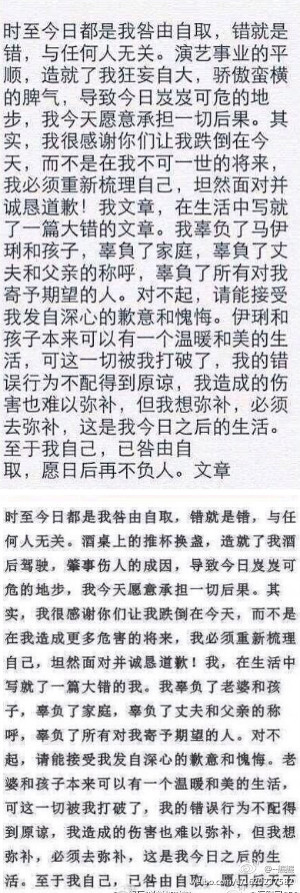 时至今日都是我咎由自取，错就是
错，与任何人无关。演艺事业的平
顺，造就了我狂妄自大，骄傲蛮横
的脾气，导致今日岌岌可危的地
步，我今天愿意承担一切后果。其
实，我很感谢你们让我跌倒在今
天，而不是在我不可一世的将来，
我必须重新梳理自己，坦然面对并
诚恳道歉！我文章，在生活中写就
了一篇大错的文章。我辜負了马伊
琍和孩子，辜負了家庭，辜負了丈
夫和父亲的称呼，辜負了所有对我
寄予期望的人。对不起，请能接受
我发自深心的歉意和愧悔。伊琍和
孩子本来可以有一个温暖和美的生
活，可这一切被我打破了，我的错
误行为不配得到原谅，我造成的伤
害也难以弥补，但我想弥补，必须
去弥补，这是我今日之后的生活。
至于我自己，已咎由自
取，愿日后再不负人。文章
时至今日都是我咎由自取，错就是错，与任
何人无关。酒桌上的推杯换盏，造就了我酒
后驾驶，肇事伤人的成因，导致今日岌岌可
危的地步，我今天愿意承担一切后果。其
实，我很感谢你们让我跌倒在今天，而不是
在我造成更多危害的将来，我必须重新梳理
自己，坦然面对并诚恳道歉！我，在生活中
写就了一篇大错的我。我辜负了老婆和孩
子，辜负了家庭，辜负了丈夫和父亲的称
呼，辜负了所有对我寄予期望的人。对不
起，请能接受我发自深心的歉意和愧悔。老
婆和孩子本来可以有一个温暖和美的生活，
可这一切被我打破了，我的错误行为不配得
到原谅，我造成的伤害也难以弥补，但我想
弥补，必须去弥补，这是我今日之后的生
活。至于我自己，已咎由自取，愿